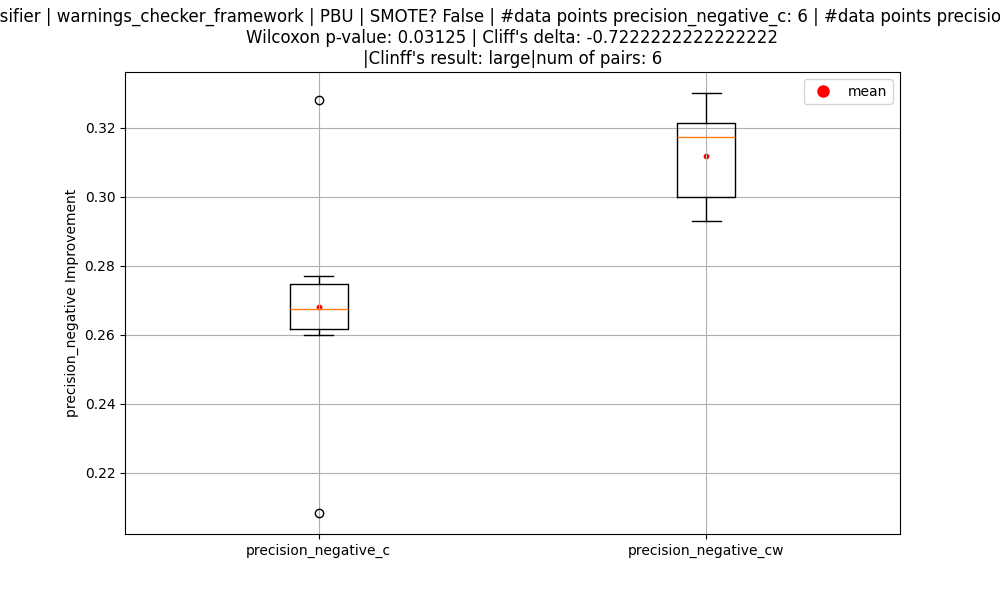 | warnings_checker_framework | PBU | SMOTE? False | #data points precision_negative_c: 6 | #data points
Wilcoxon p-value: 0.03125 | Cliff's delta: -0.7222222222222222
|Clinff's result: large|num of pairs: 6
mean
precision_negative Improvement
0.32
0.30
0.28
0.26
0.24
0.22
precision_negative_c
precision_negative_cw